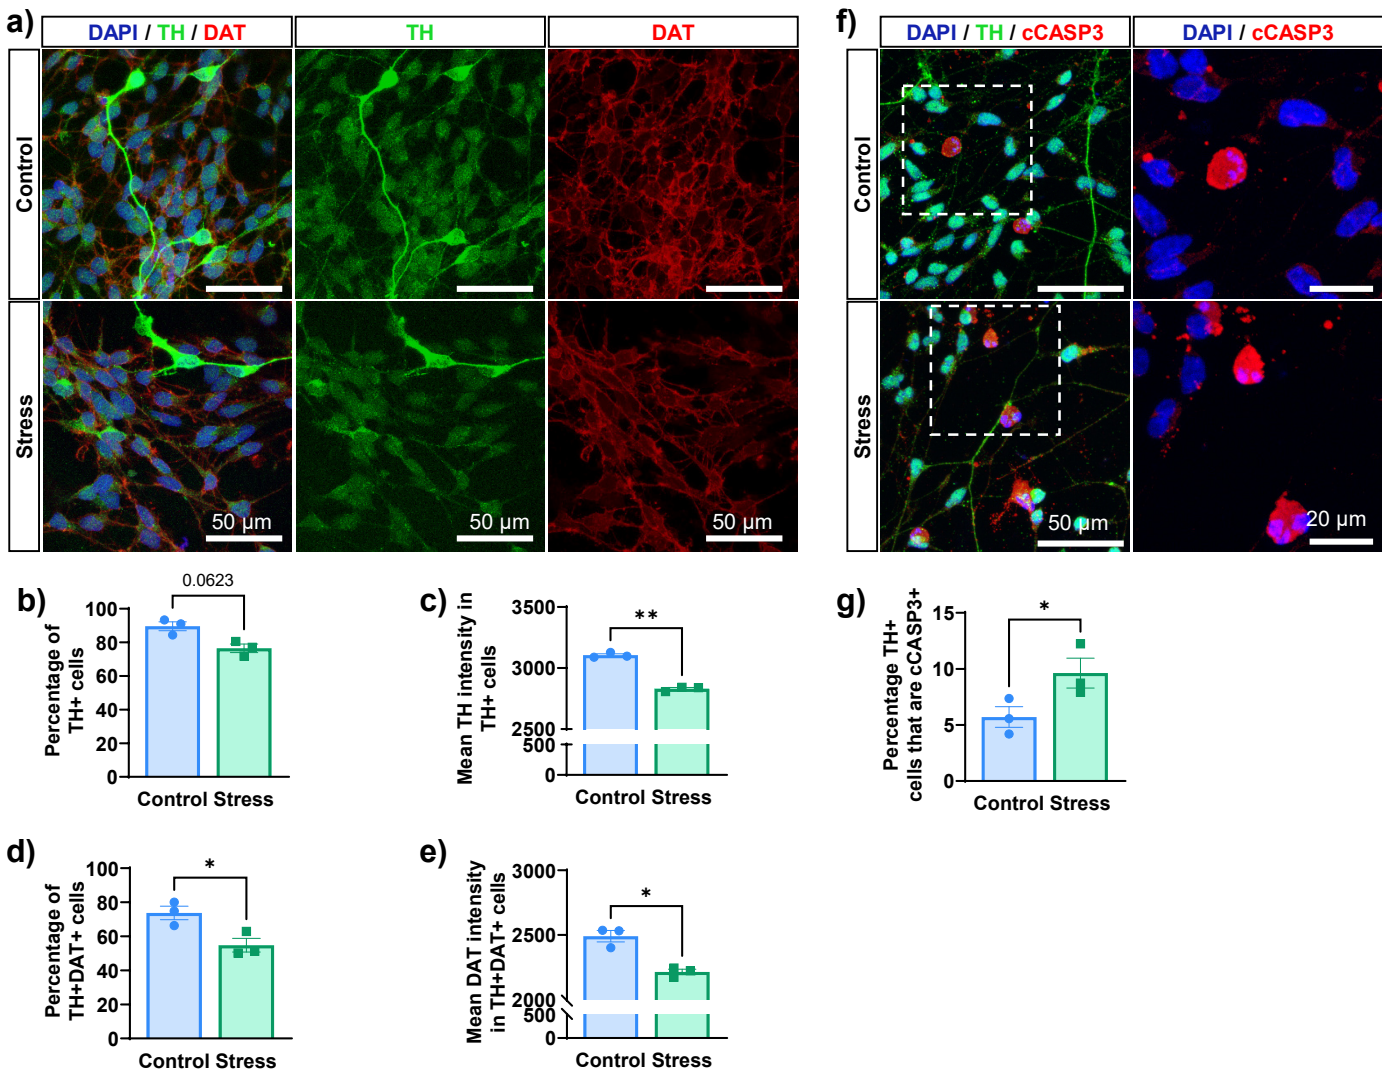 a)
DAPI / TH / DAT
TH
DAT
Control
Stress
50 µm
50 µm
50 µm
f)
DAPI / TH / cCASP3
DAPI / cCASP3
Control
Stress
50 µm
20 µm
b)
Percentage of
TH+ cells
100
80
60
40
20
0
0.0623
Control Stress
c)
Mean TH intensity in
TH+ cells
3500
3000
2500
500
0
**
Control Stress
g)
Percentage TH+
cells that are cCASP3+
15
10
5
0
*
Control Stress
d)
Percentage of
TH+DAT+ cells
100
80
60
40
20
0
*
Control Stress
e)
Mean DAT intensity
in TH+DAT+ cells
3000
2500
2000
500
0
*
Control Stress